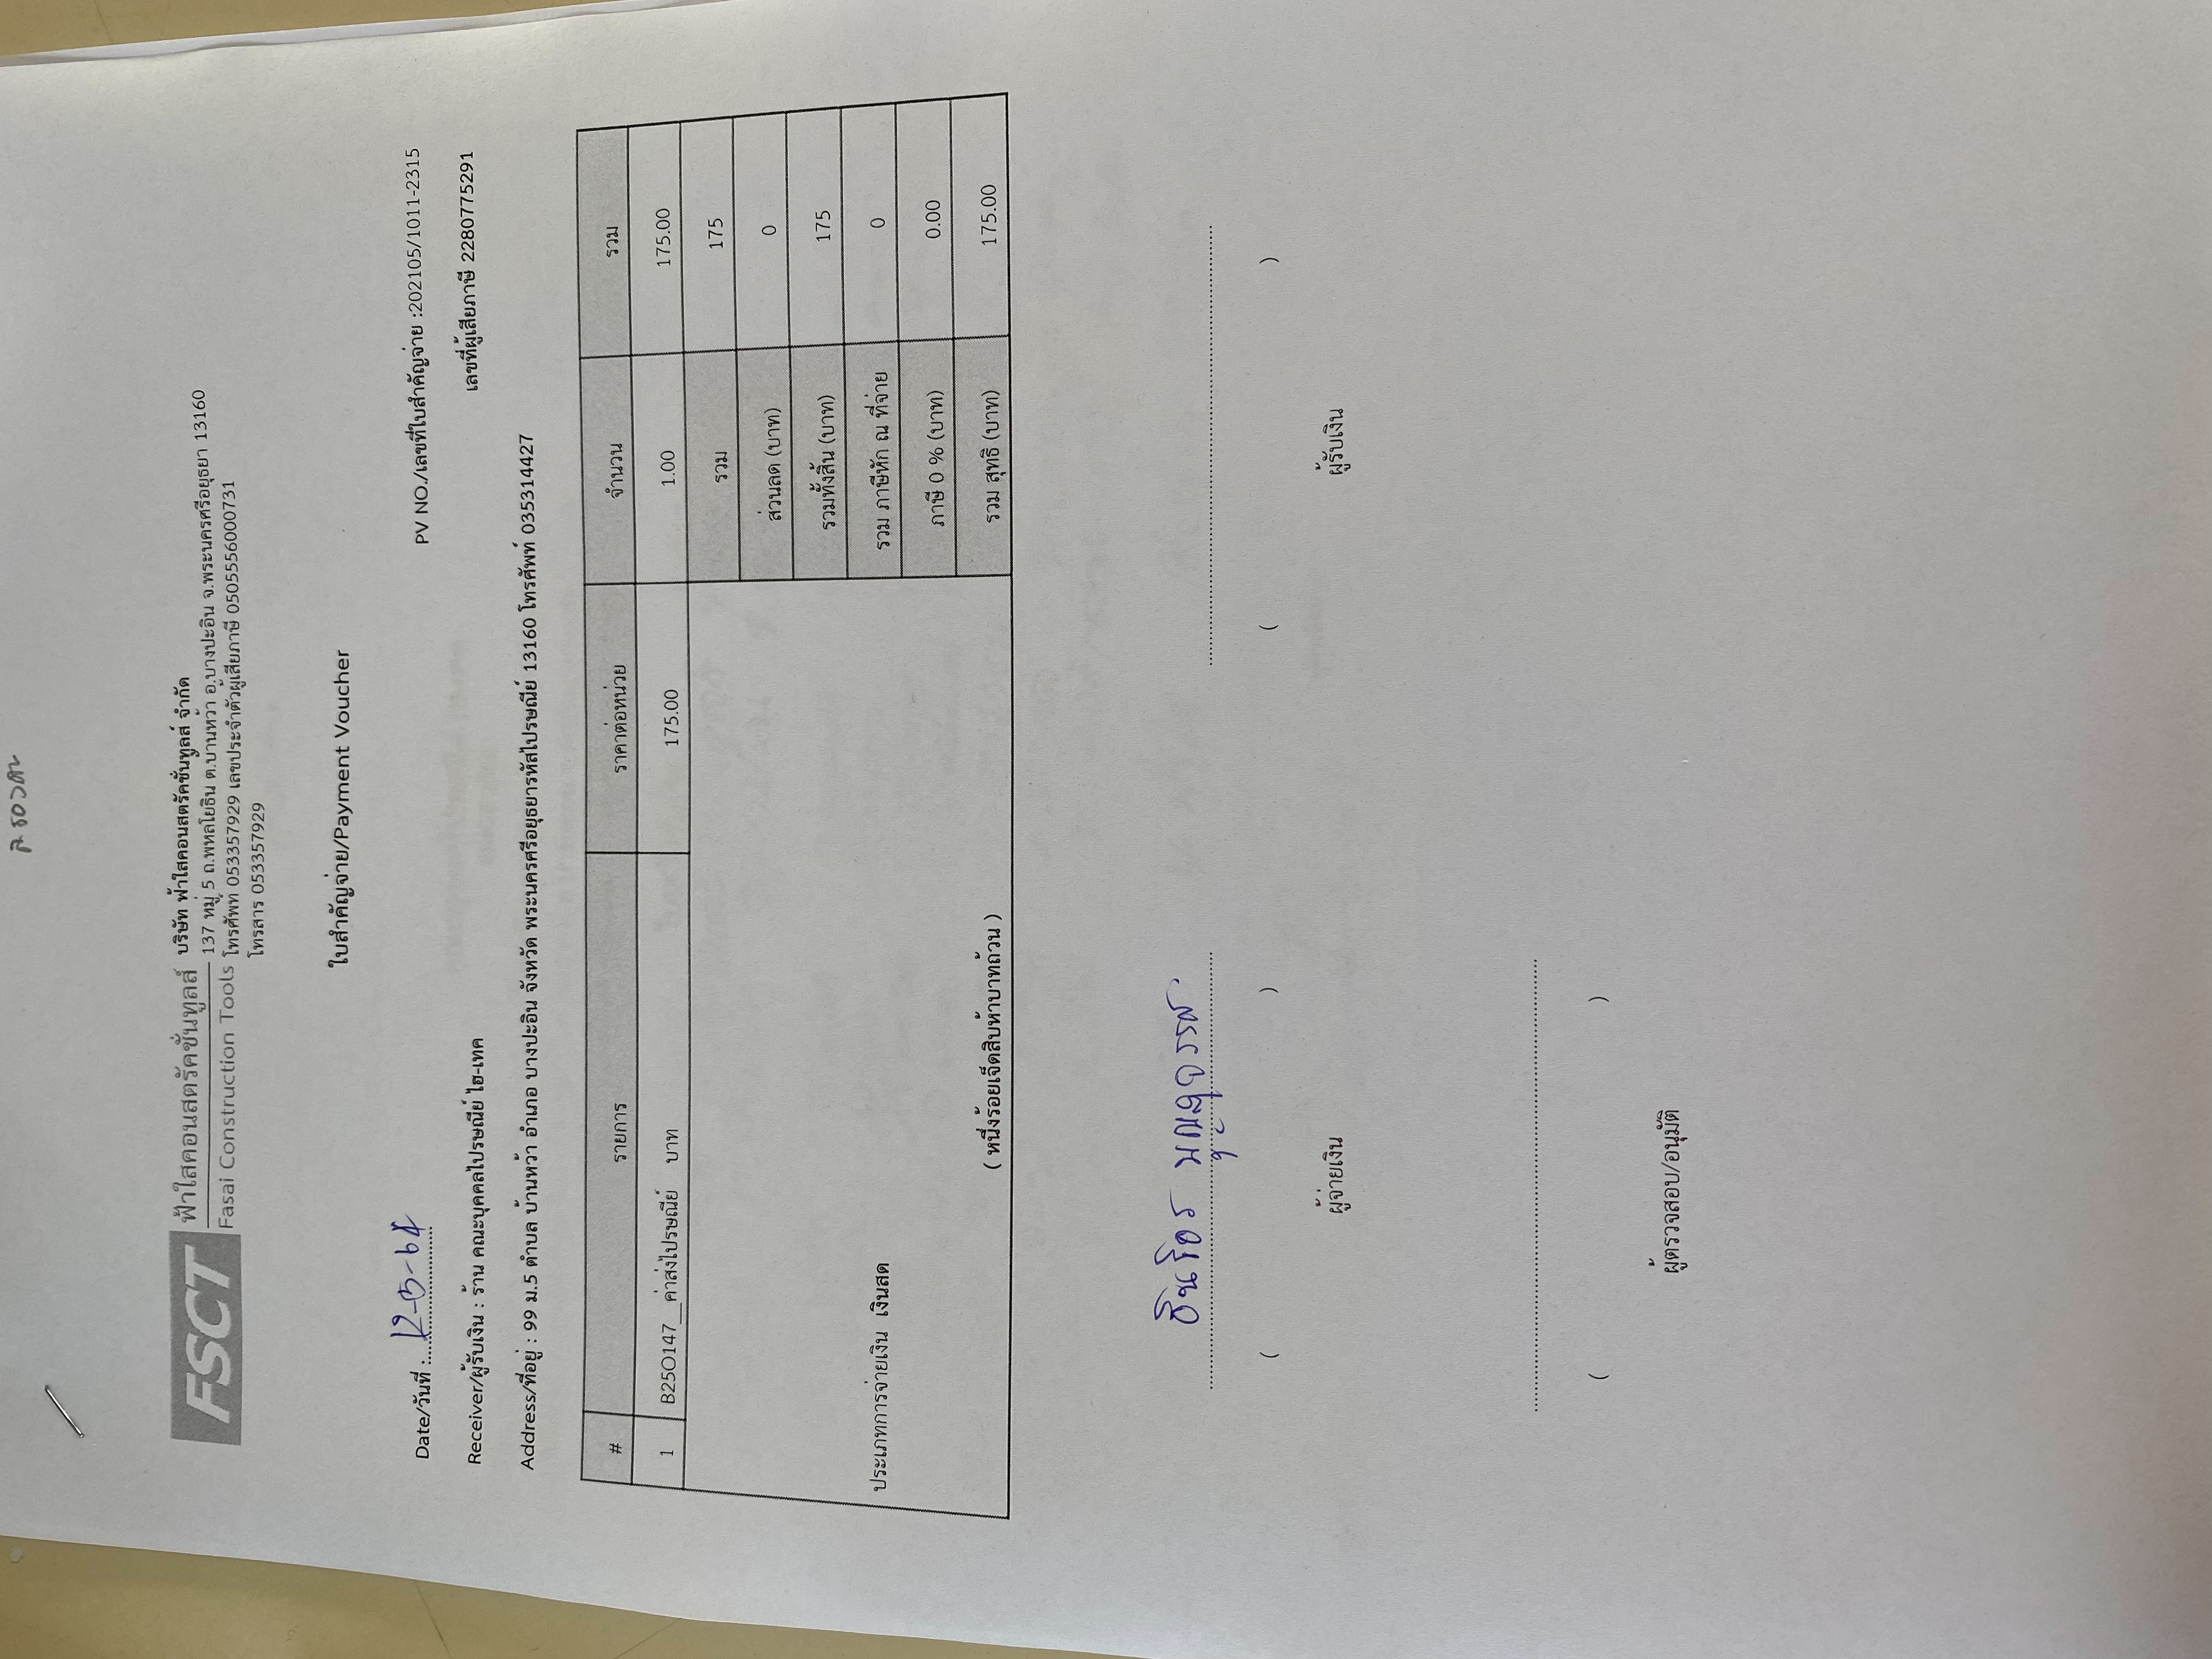 FSCT
ฟ้าใสคอนสตรัคชั่นทูลส์
Fasai Construction Tools
บริษัท ฟ้าใสคอนสตรัคชั่นทูลส์ จำกัด
137 หมู่ 5 ถ.พหลโยธิน ต.บ้านหว้า อ.บางปะอิน จ.พระนครศรีอยุธยา 13160
โทรศัพท์ 053357929 เลขประจำตัวผู้เสียภาษี 0505556000731
โทรสาร 053357929
ใบสำคัญจ่าย/Payment Voucher
Date/วันที่ : 12-5-64
PV NO./เลขที่ใบสำคัญจ่าย :202105/1011-2315
Receiver/ผู้รับเงิน : ร้าน คณะบุคคลไปรษณีย์ ไฮ-เทค
เลขที่ผู้เสียภาษี 2280775291
Address/ที่อยู่ : 99 ม.5 ตำบล บ้านหว้า อำเภอ บางปะอิน จังหวัด พระนครศรีอยุธยารหัสไปรษณีย์ 13160 โทรศัพท์ 035314427
# รายการ ราคาต่อหน่วย จำนวน รวม
1 B25O147__ค่าส่งไปรษณีย์ บาท 175.00 1.00 175.00
รวม 175
ส่วนลด (บาท) 0
รวมทั้งสิ้น (บาท) 175
ประเภทการจ่ายเงิน เงินสด รวม ภาษีหัก ณ ที่จ่าย 0
ภาษี 0 % (บาท) 0.00
( หนึ่งร้อยเจ็ดสิบห้าบาทถ้วน ) รวม สุทธิ (บาท) 175.00
( ) ( )
ผู้จ่ายเงิน ผู้รับเงิน
( )
ผู้ตรวจสอบ/อนุมัติ